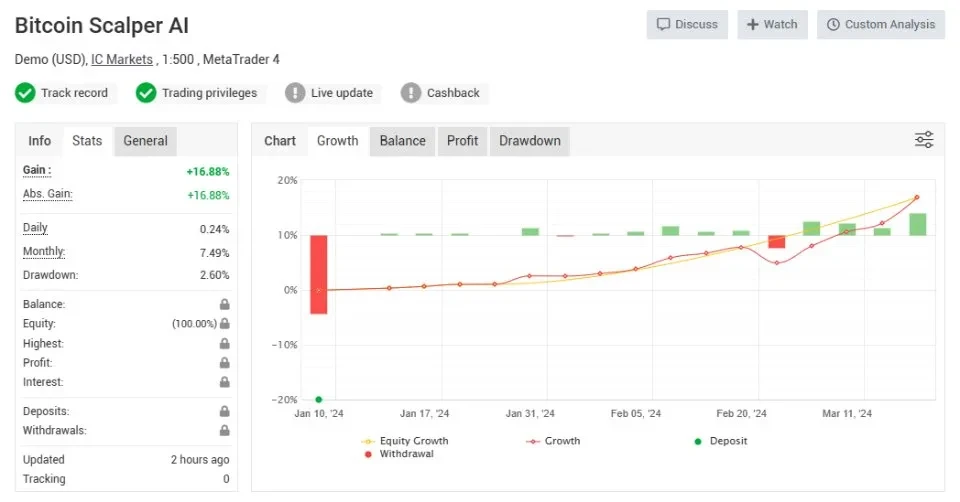 Bitcoin Scalper AI
Discuss
Watch
Custom Analysis
Demo (USD), IC Markets , 1:500 , MetaTrader 4
Track record
Trading privileges
Live update
Cashback
Info Stats General
Gain : +16.88%
Abs. Gain: +16.88%
Daily 0.24%
Monthly: 7.49%
Drawdown: 2.60%
Balance:
Equity: (100.00%)
Highest:
Profit:
Interest:
Deposits:
Withdrawals:
Updated 2 hours ago
Tracking 0
Chart Growth Balance Profit Drawdown
20%
10%
0%
-10%
-20%
Jan 10, '24 Jan 17, '24 Jan 31, '24 Feb 05, '24 Feb 20, '24 Mar 11, '24
Equity Growth Growth Deposit
Withdrawal